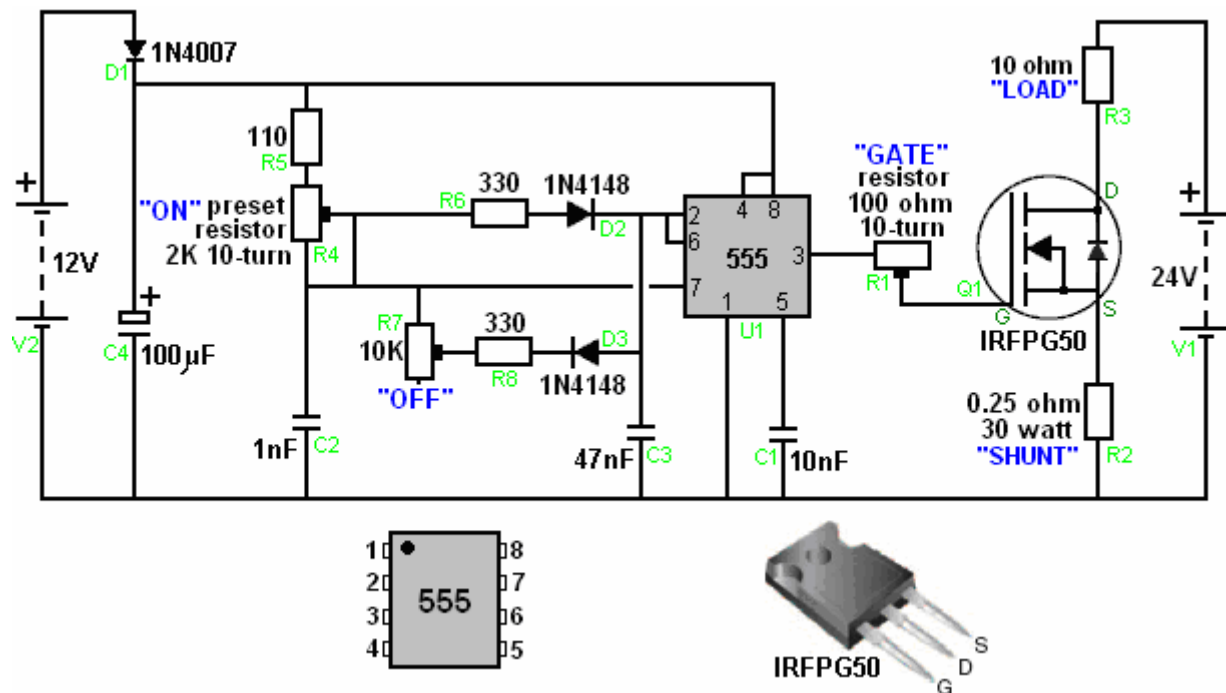 1N4007
D1
110
R5
"ON" preset
resistor
2K 10-turn
R4
330
R6
1N4148
D2
"GATE"
resistor
100 ohm
10-turn
R1
10 ohm
"LOAD"
R3
+
12V
V2
+
100µF
C4
R7
10K
"OFF"
330
R8
D3
1N4148
2
6
7
4
8
555
3
1
5
U1
Q1
D
G
S
IRFPG50
+
24V
V1
1nF
C2
47nF
C3
C1
10nF
0.25 ohm
30 watt
"SHUNT"
R2
1
2
3
4
555
8
7
6
5
IRFPG50
S
D
G